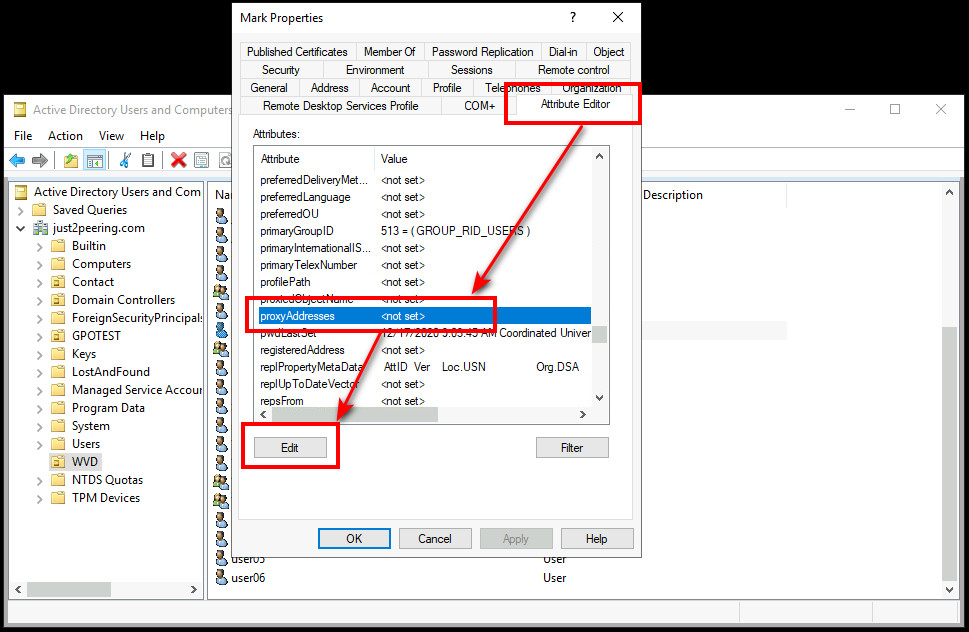 Mark Properties
?
Published Certificates Member Of Password Replication Dial-in Object
Security Environment Sessions Remote control
General Address Account Profile Telephones Organization
Remote Desktop Services Profile COM+ Attribute Editor
Attributes:
Attribute Value
preferredDeliveryMet... <not set>
preferredLanguage <not set>
preferredOU <not set>
primaryGroupID 513 = ( GROUP_RID_USERS )
primaryInternationalIS... <not set>
primaryTelexNumber <not set>
profilePath <not set>
proxiedObjectName <not set>
proxyAddresses <not set>
pwdLastSet 12/17/2020 9:03:45 AM Coordinated Univer
registeredAddress <not set>
replPropertyMetaData AttID Ver Loc.USN Org.DSA
replUpToDateVector <not set>
repsFrom <not set>
Edit Filter
OK Cancel Apply Help
Active Directory Users and Computers
File Action View Help
Active Directory Users and Com
Saved Queries
just2peering.com
Builtin
Computers
Contact
Domain Controllers
ForeignSecurityPrincipals
GPOTEST
Keys
LostAndFound
Managed Service Accour
Program Data
System
Users
WVD
NTDS Quotas
TPM Devices
Na
Description
user05 User
user06 User